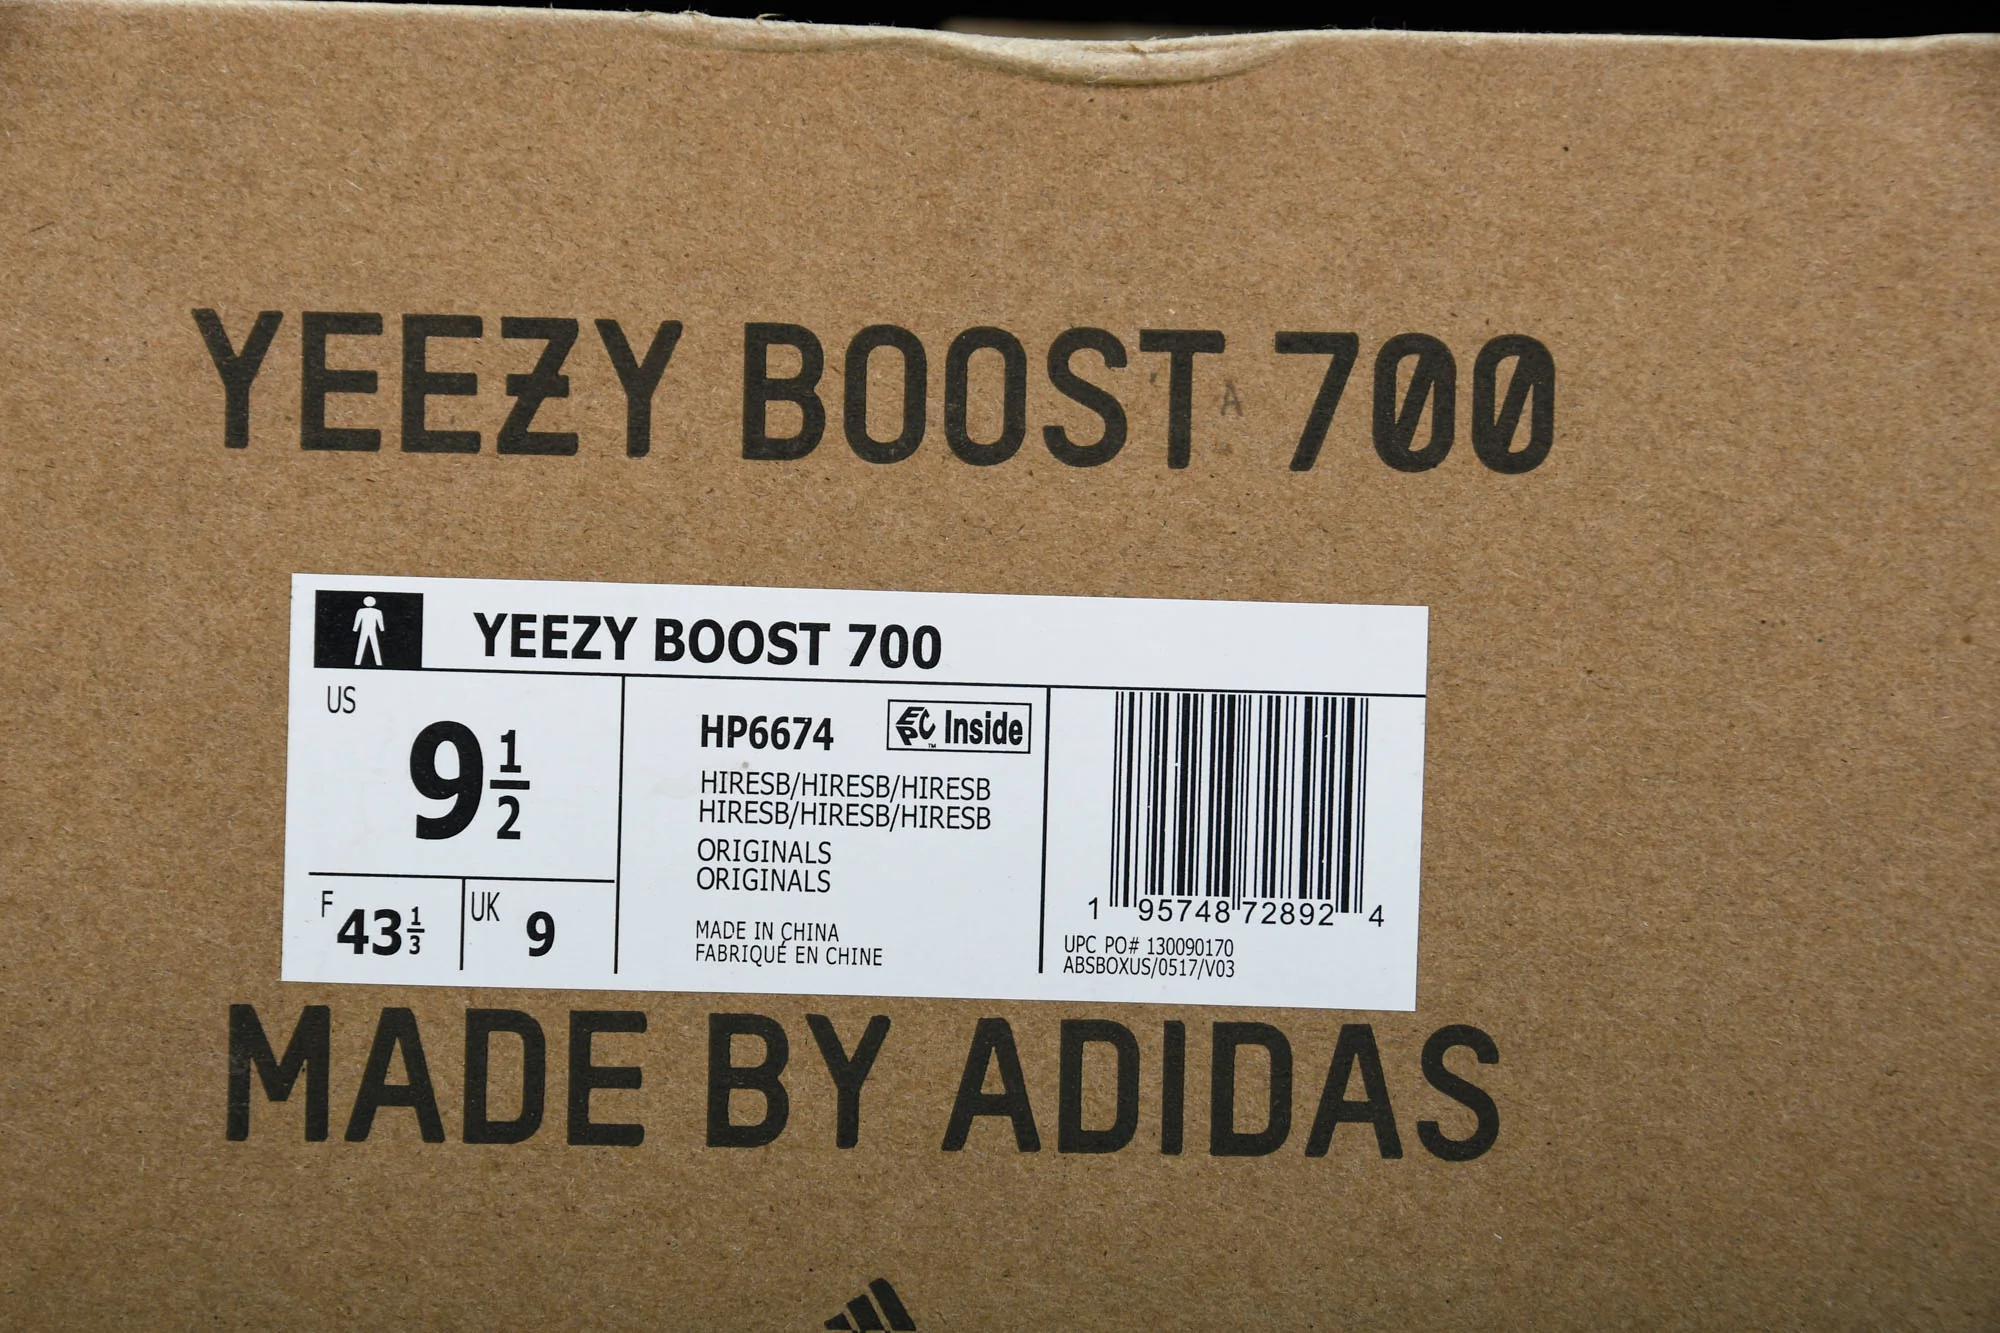 YEEZY BOOST 700
A
YEEZY BOOST 700
US
9 1/2
F 43 1/3
UK 9
HP6674
EPC™ Inside
HIRESB/HIRESB/HIRESB
HIRESB/HIRESB/HIRESB
ORIGINALS
ORIGINALS
MADE IN CHINA
FABRIQUÉ EN CHINE
1 95748 72892 4
UPC PO# 130090170
ABSBOXUS/0517/V03
MADE BY ADIDAS